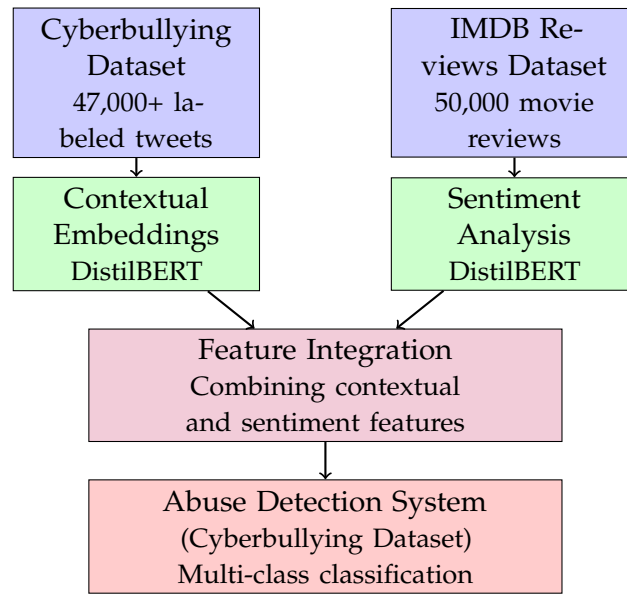 Cyberbullying
Dataset
47,000+ la-
beled tweets
IMDB Re-
views Dataset
50,000 movie
reviews
Contextual
Embeddings
DistilBERT
Sentiment
Analysis
DistilBERT
Feature Integration
Combining contextual
and sentiment features
Abuse Detection System
(Cyberbullying Dataset)
Multi-class classification